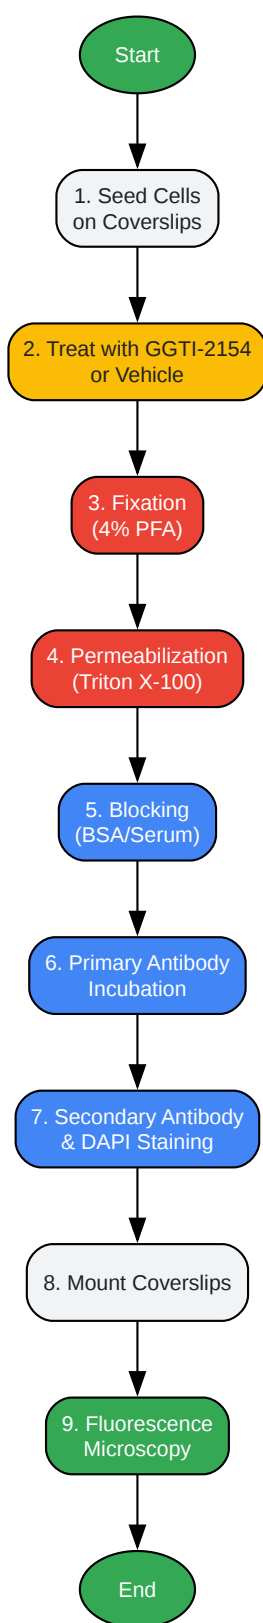 Start
1. Seed Cells
on Coverslips
2. Treat with GGTI-2154
or Vehicle
3. Fixation
(4% PFA)
4. Permeabilization
(Triton X-100)
5. Blocking
(BSA/Serum)
6. Primary Antibody
Incubation
7. Secondary Antibody
& DAPI Staining
8. Mount Coverslips
9. Fluorescence
Microscopy
End